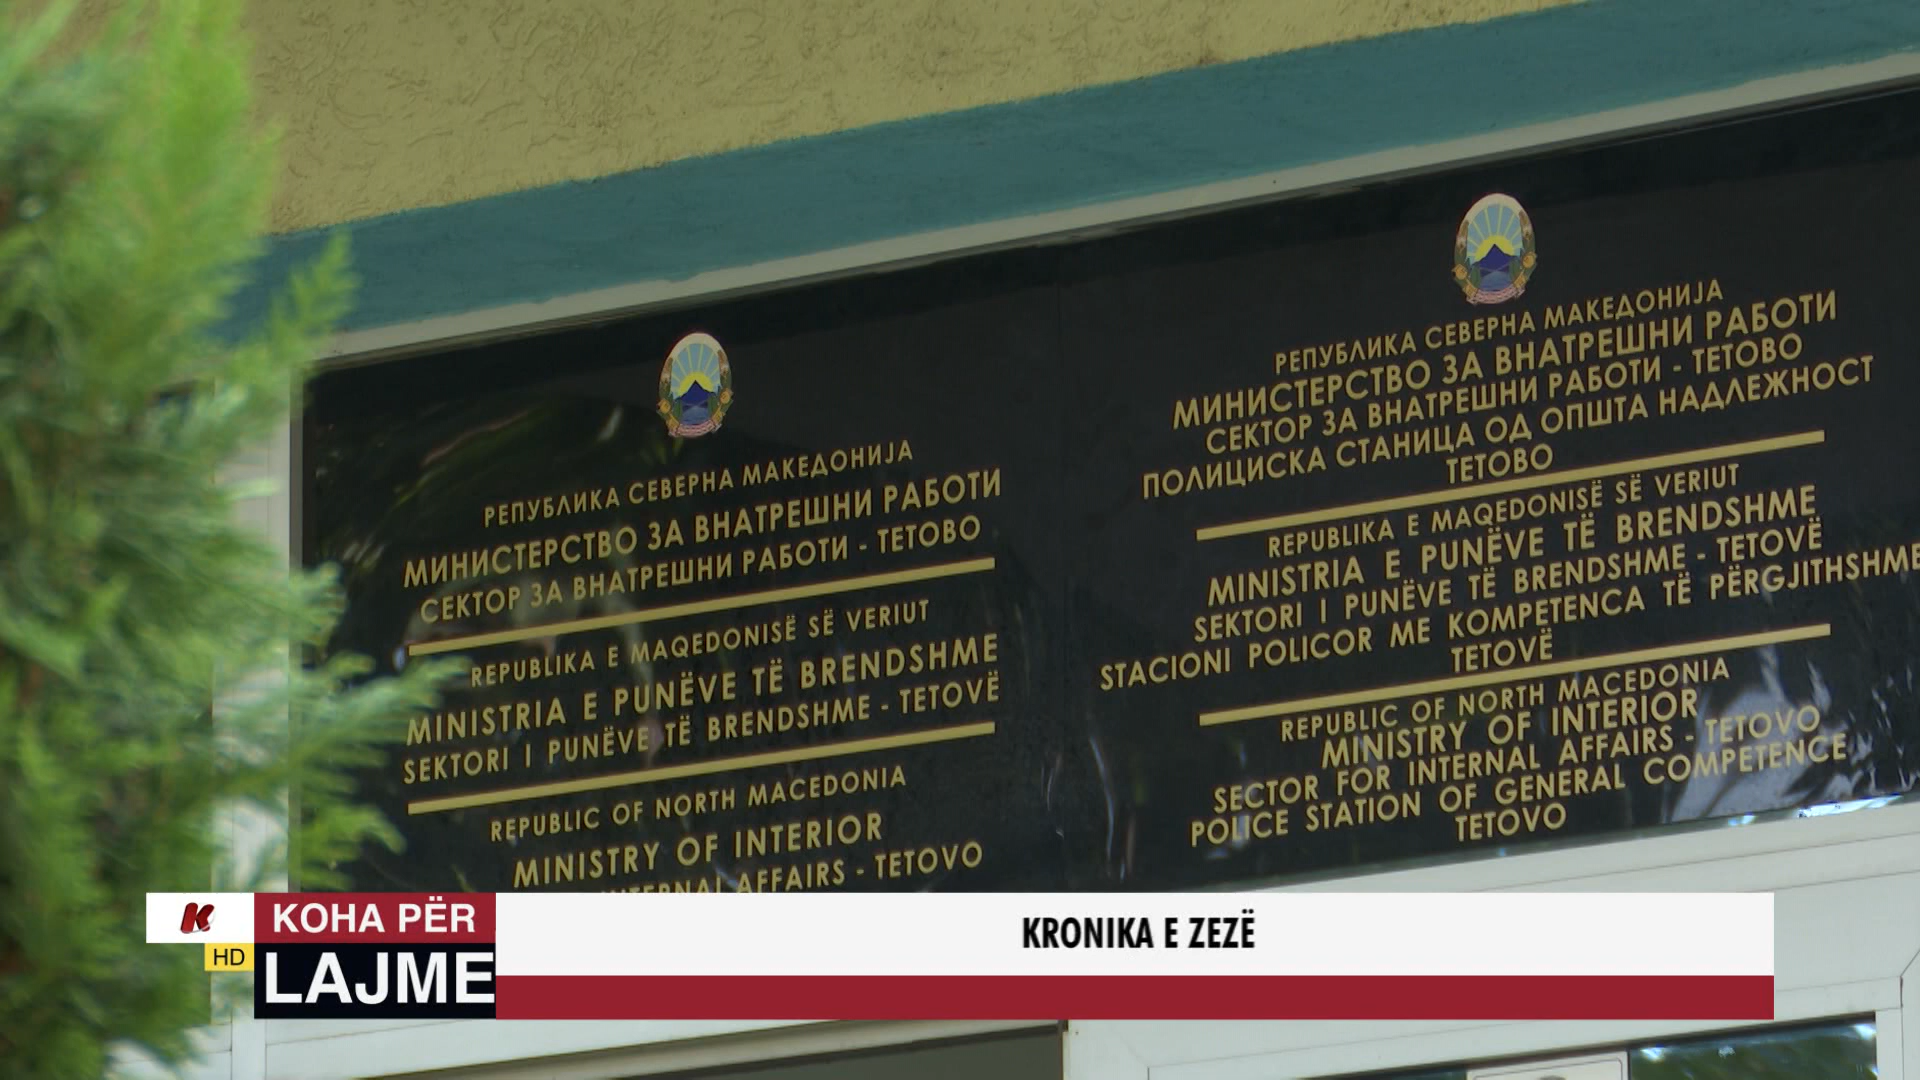 РЕПУБЛИКА СЕВЕРНА МАКЕДОНИЈА
МИНИСТЕРСТВО ЗА ВНАТРЕШНИ РАБОТИ
СЕКТОР ЗА ВНАТРЕШНИ РАБОТИ - ТЕТОВО
REPUBLIKA E MAQEDONISË SË VERIUT
MINISTRIA E PUNËVE TË BRENDSHME
SEKTORI I PUNËVE TË BRENDSHME - TETOVË
REPUBLIC OF NORTH MACEDONIA
MINISTRY OF INTERIOR
INTERNAL AFFAIRS - TETOVO
РЕПУБЛИКА СЕВЕРНА МАКЕДОНИЈА
МИНИСТЕРСТВО ЗА ВНАТРЕШНИ РАБОТИ
СЕКТОР ЗА ВНАТРЕШНИ РАБОТИ - ТЕТОВО
ПОЛИЦИСКА СТАНИЦА ОД ОПШТА НАДЛЕЖНОСТ
ТЕТОВО
REPUBLIKA E MAQEDONISË SË VERIUT
MINISTRIA E PUNËVE TË BRENDSHME
SEKTORI I PUNËVE TË BRENDSHME - TETOVË
STACIONI POLICOR ME KOMPETENCA TË PËRGJITHSHME
TETOVË
REPUBLIC OF NORTH MACEDONIA
MINISTRY OF INTERIOR
SECTOR FOR INTERNAL AFFAIRS - TETOVO
POLICE STATION OF GENERAL COMPETENCE
TETOVO
K
HD
KOHA PËR
LAJME
KRONIKA E ZEZË